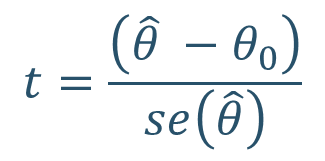 t = (θ̂ − θ₀) / se(θ̂)